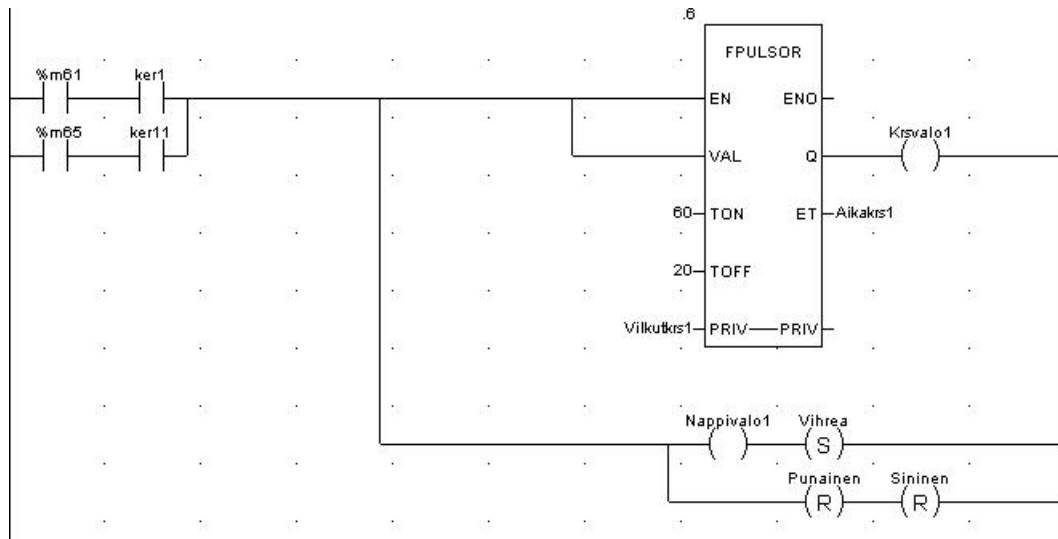 .6
FPULSOR
%m61 ker1
EN ENO
%m65 ker11
Krsvalo1
VAL Q
60 TON ET Aikakrs1
20 TOFF
Vilkutkrs1 PRIV PRIV
Nappivalo1 Vihrea
S
Punainen Sininen
R R